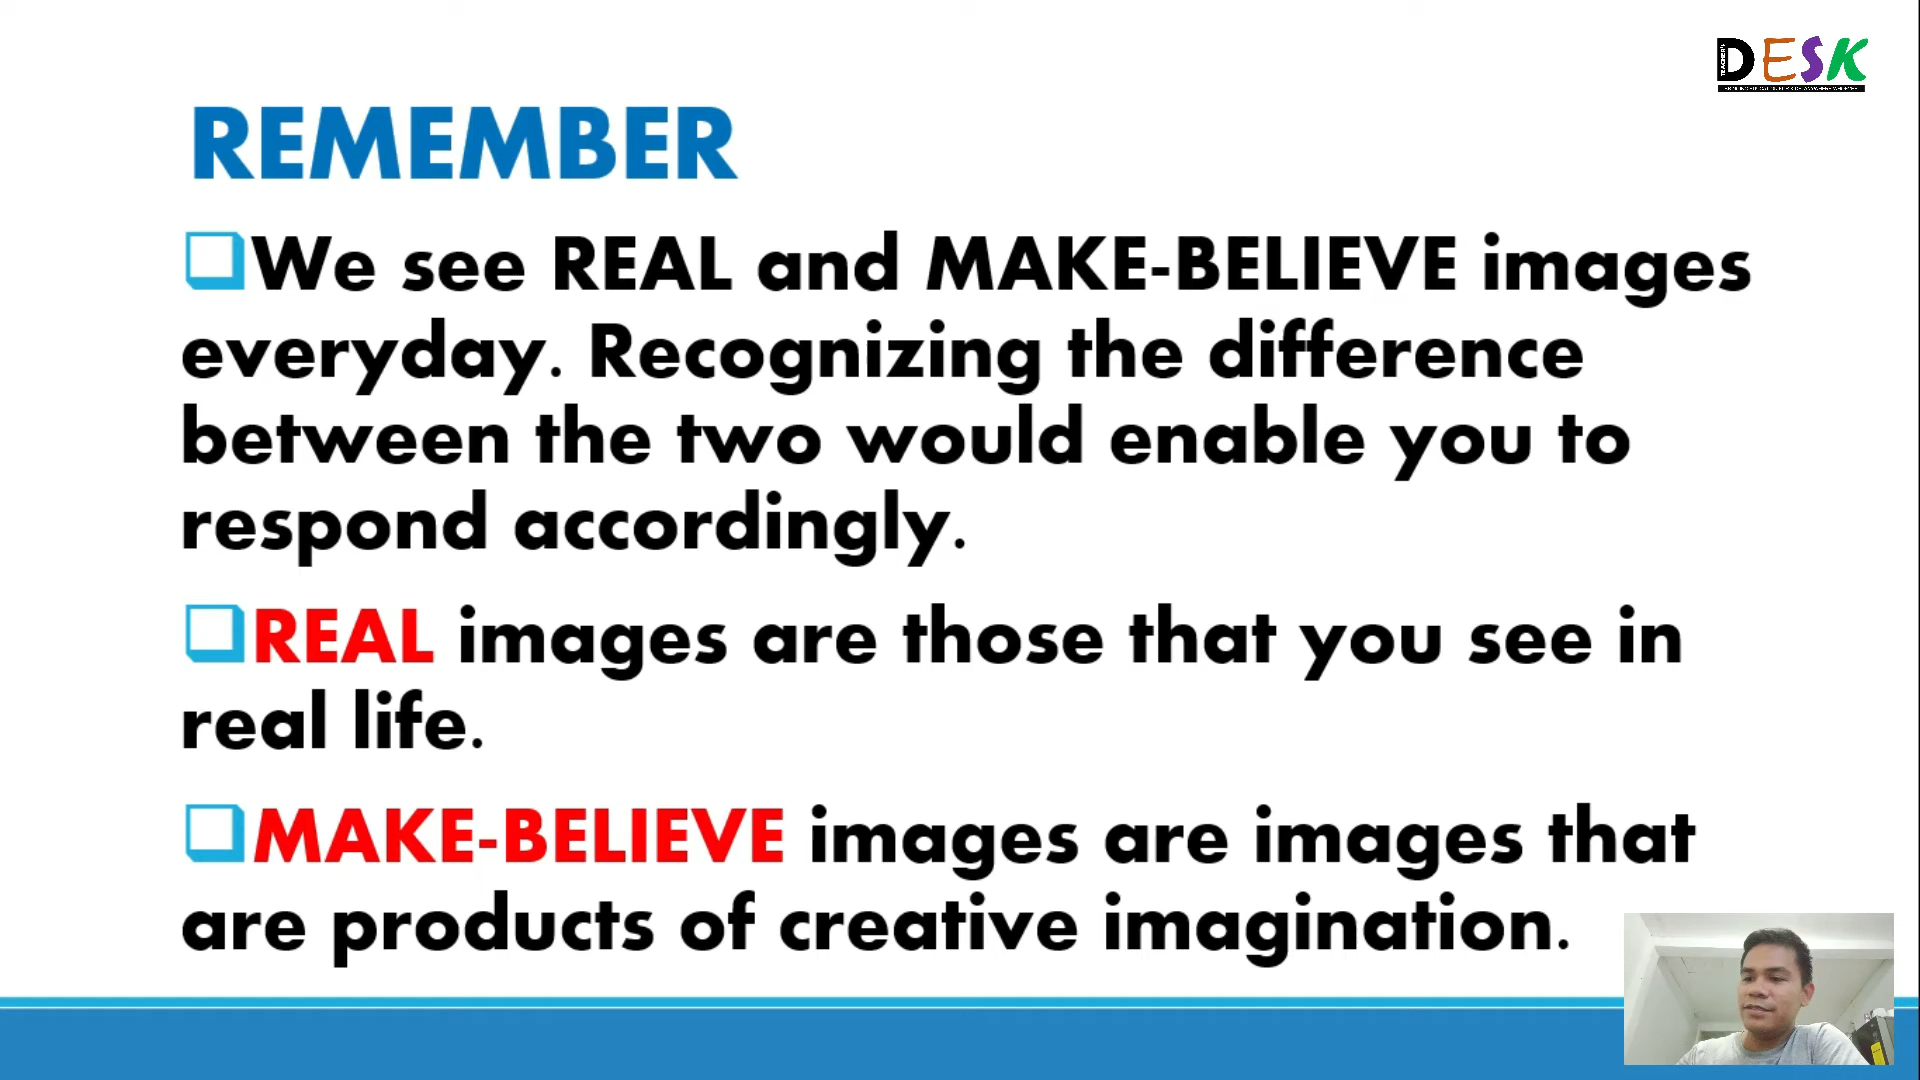 TEACHER'S DESK
REMEMBER
We see REAL and MAKE-BELIEVE images
everyday. Recognizing the difference
between the two would enable you to
respond accordingly.
REAL images are those that you see in
real life.
MAKE-BELIEVE images are images that
are products of creative imagination.